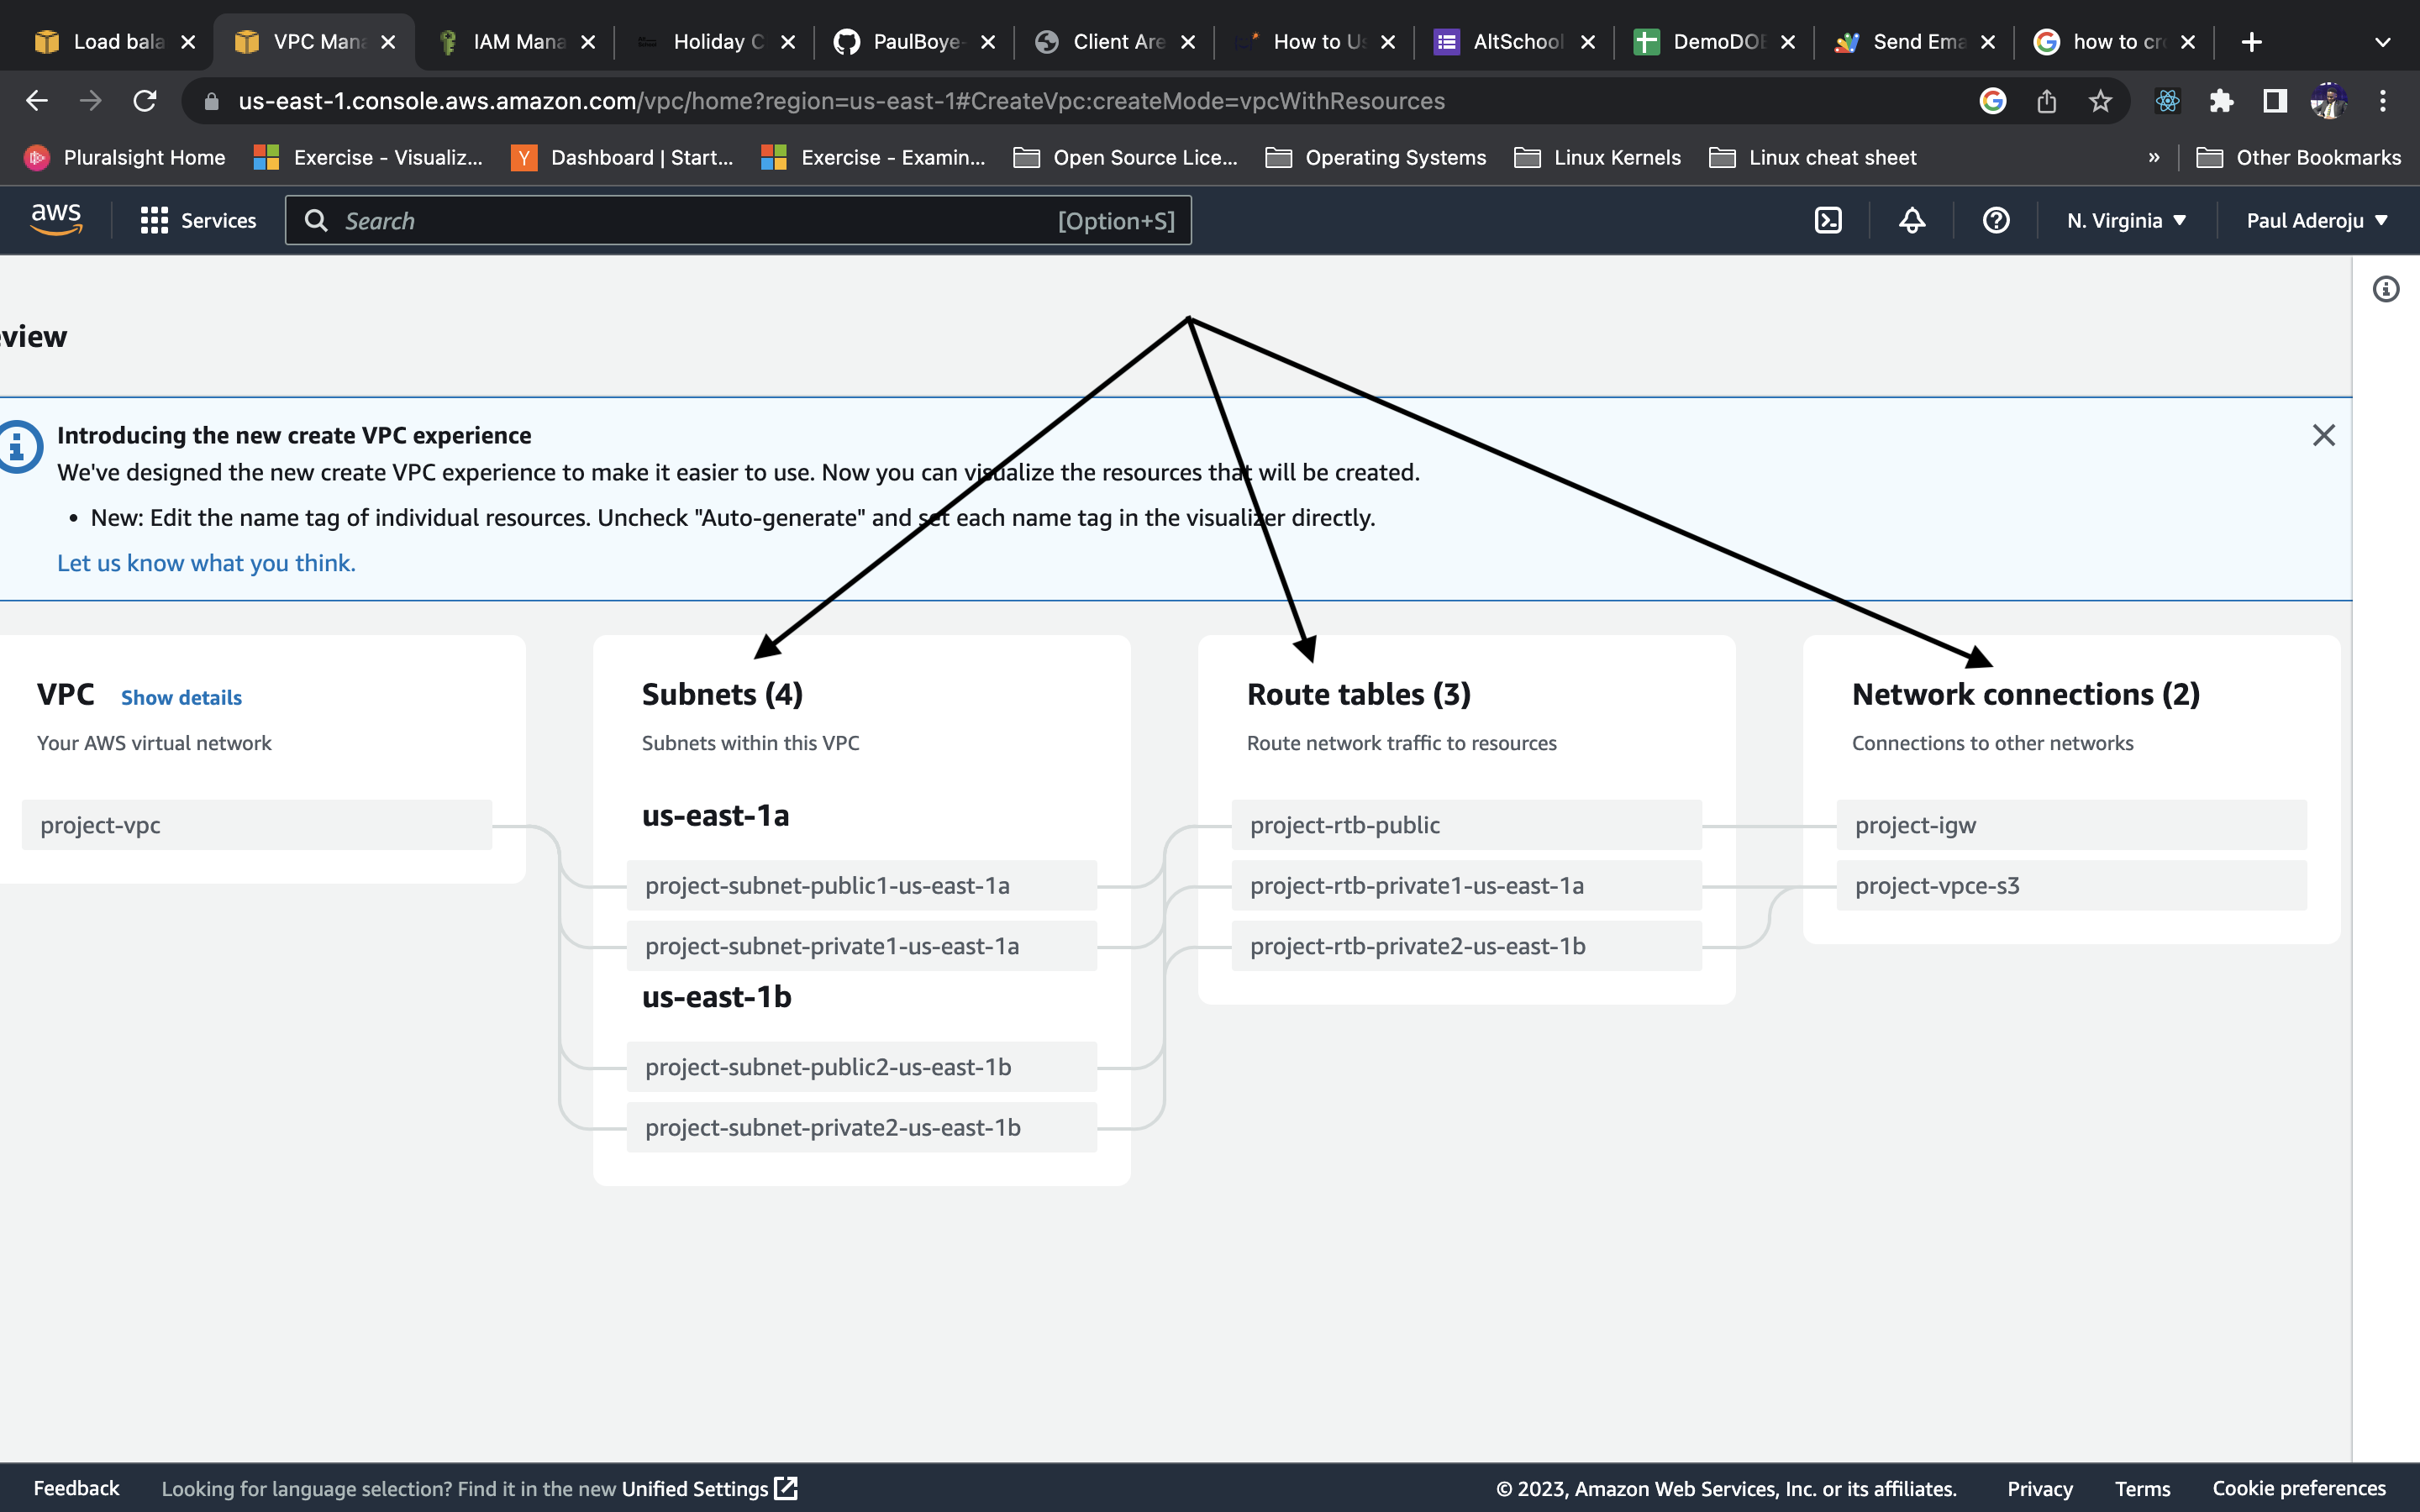 Load bala
VPC Mana
IAM Mana
Holiday C
PaulBoye-
Client Are
How to Us
AltSchool
DemoDOE
Send Ema
how to cr
us-east-1.console.aws.amazon.com/vpc/home?region=us-east-1#CreateVpc:createMode=vpcWithResources
Pluralsight Home
Exercise - Visualiz...
Dashboard | Start...
Exercise - Examin...
Open Source Lice...
Operating Systems
Linux Kernels
Linux cheat sheet
»
Other Bookmarks
aws
Services
Search
[Option+S]
N. Virginia
Paul Aderoju
eview
Introducing the new create VPC experience
We've designed the new create VPC experience to make it easier to use. Now you can visualize the resources that will be created.
• New: Edit the name tag of individual resources. Uncheck "Auto-generate" and set each name tag in the visualizer directly.
Let us know what you think.
VPC Show details
Your AWS virtual network
project-vpc
Subnets (4)
Subnets within this VPC
us-east-1a
project-subnet-public1-us-east-1a
project-subnet-private1-us-east-1a
us-east-1b
project-subnet-public2-us-east-1b
project-subnet-private2-us-east-1b
Route tables (3)
Route network traffic to resources
project-rtb-public
project-rtb-private1-us-east-1a
project-rtb-private2-us-east-1b
Network connections (2)
Connections to other networks
project-igw
project-vpce-s3
Feedback
Looking for language selection? Find it in the new Unified Settings
© 2023, Amazon Web Services, Inc. or its affiliates.
Privacy
Terms
Cookie preferences